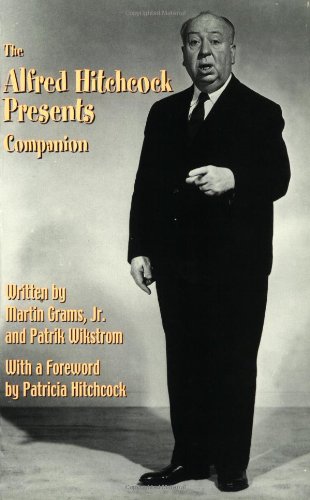 The
Alfred Hitchcock
Presents
Companion
Written by
Martin Grams, Jr.
and Patrik Wikstrom
With a Foreword
by Patricia Hitchcock